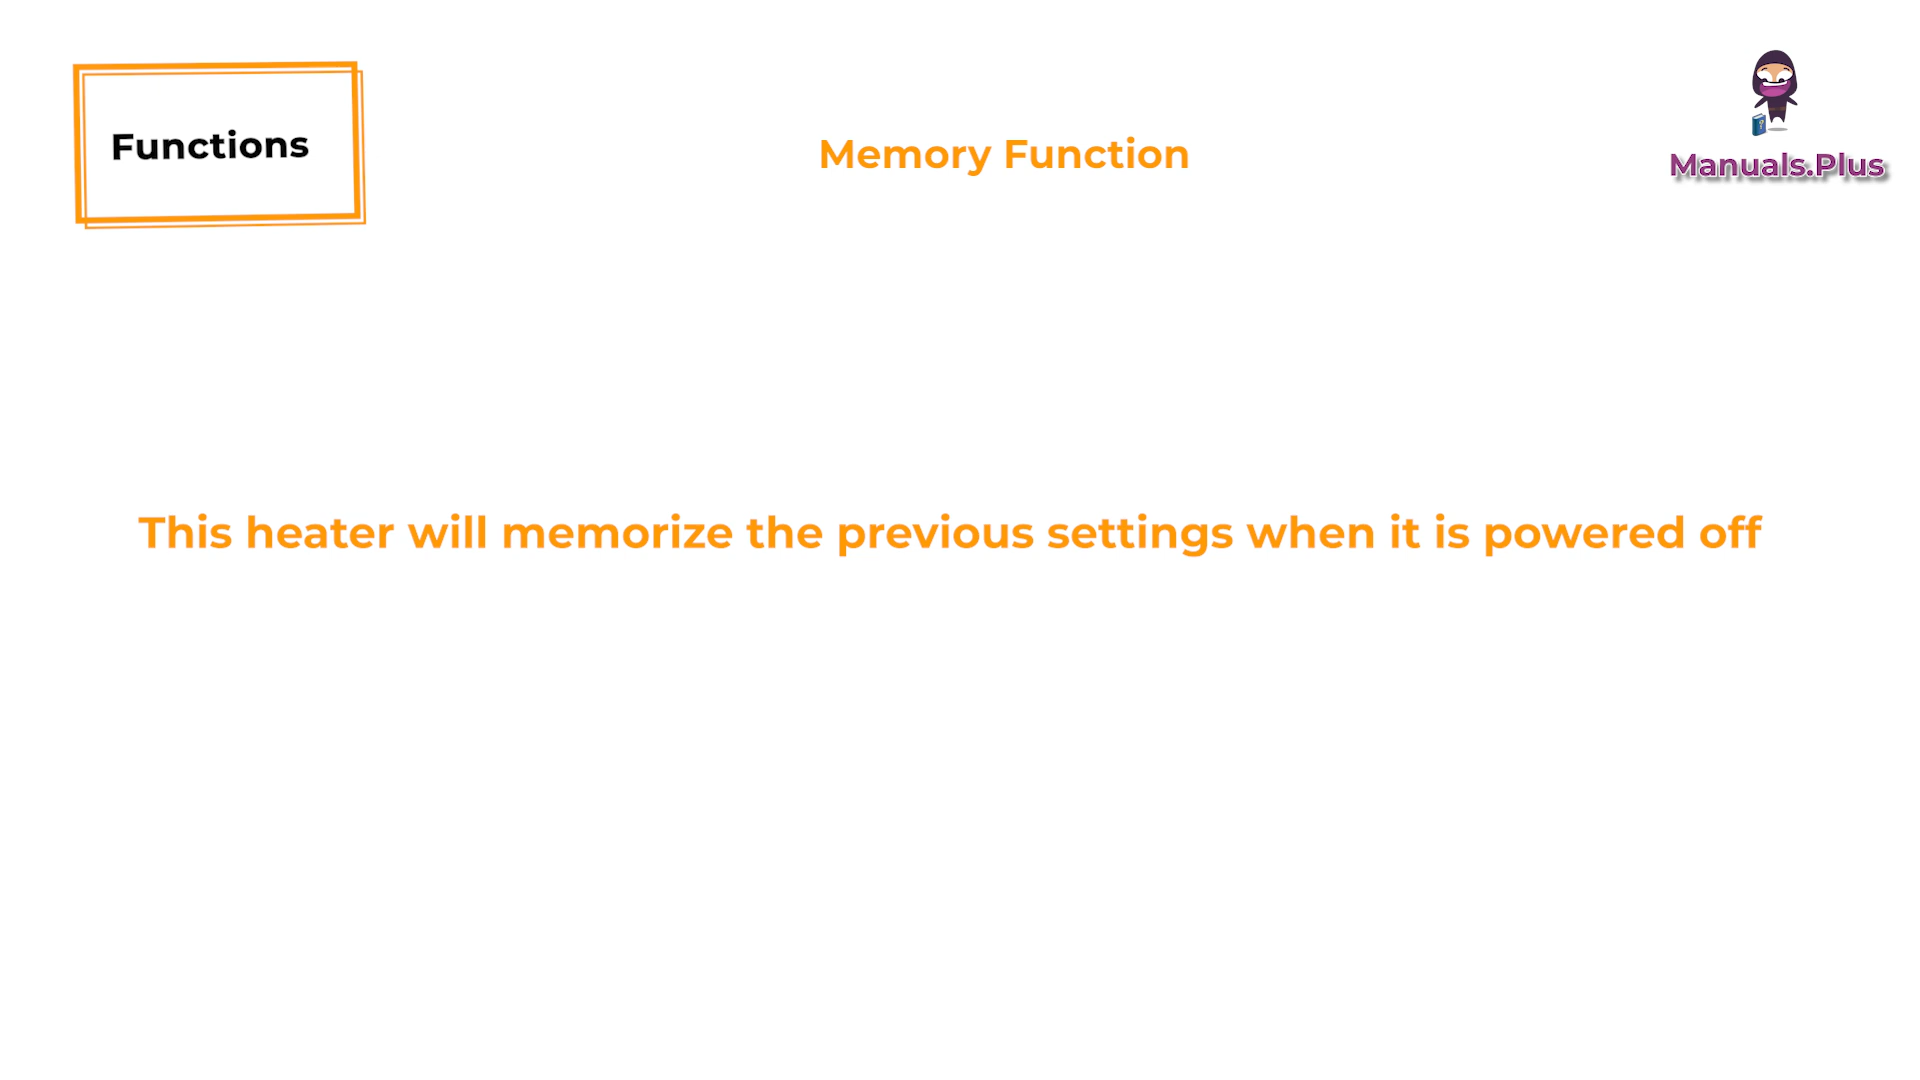 Functions
Memory Function
Manuals.Plus
This heater will memorize the previous settings when it is powered off